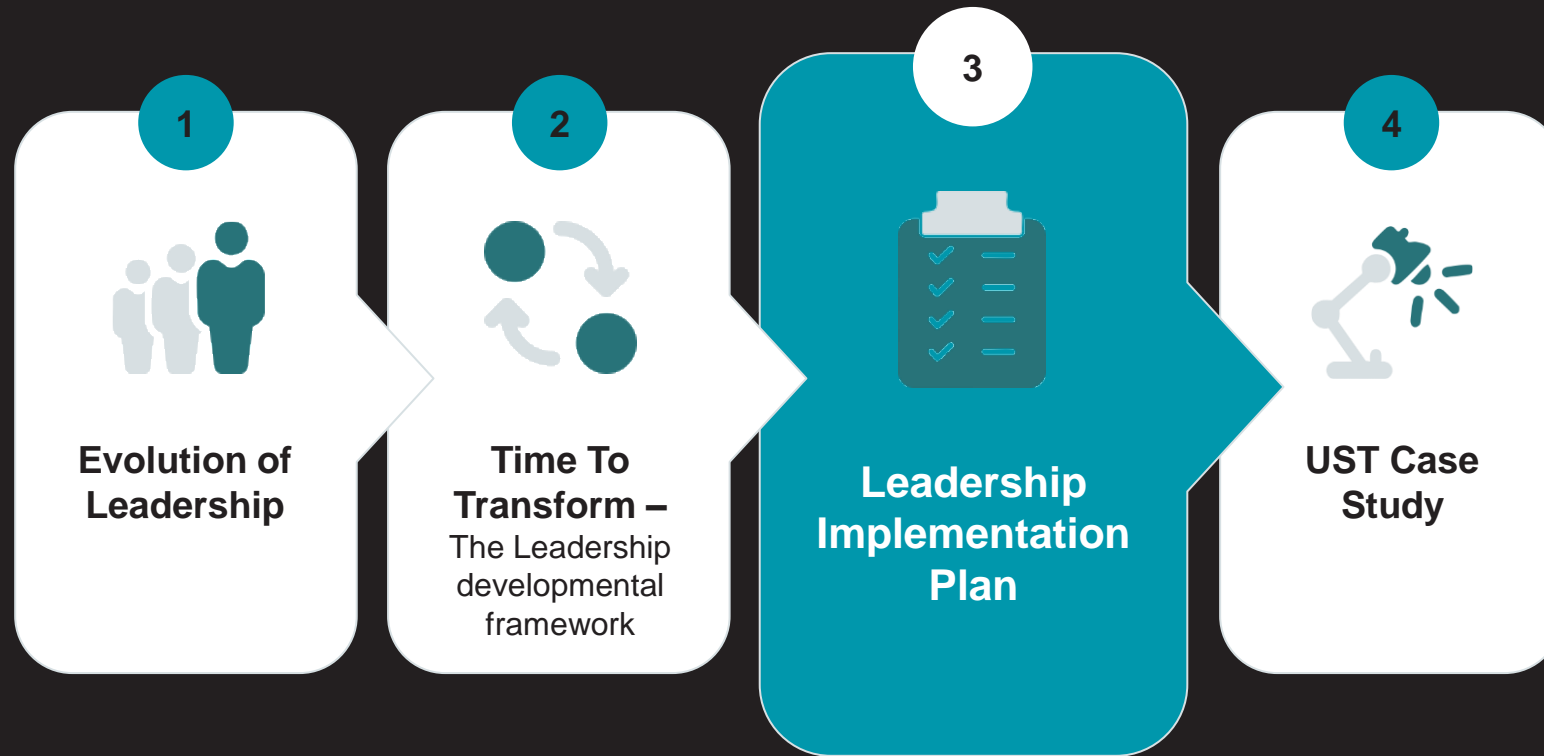 1
Evolution of
Leadership
2
Time To
Transform –
The Leadership
developmental
framework
3
Leadership
Implementation
Plan
4
UST Case
Study